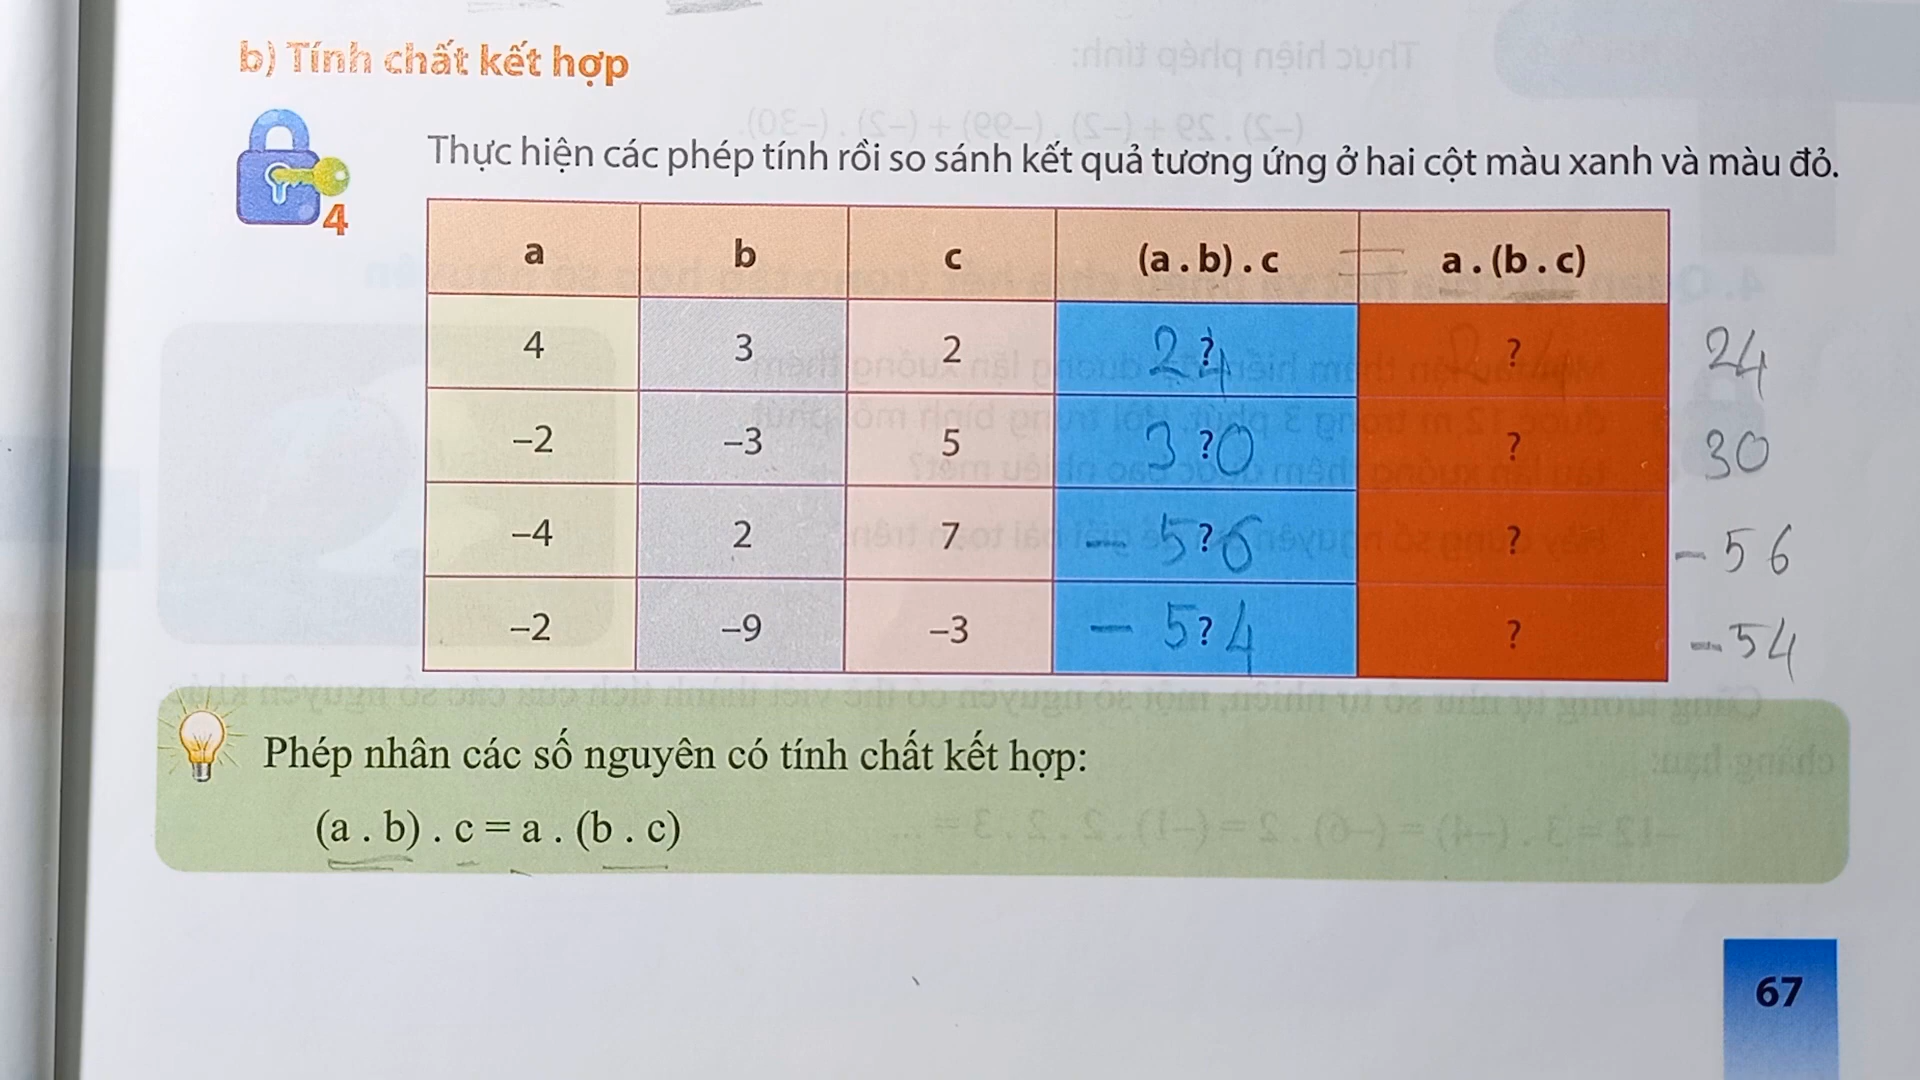 b) Tính chất kết hợp
4
Thực hiện các phép tính rồi so sánh kết quả tương ứng ở hai cột màu xanh và màu đỏ.
a b c (a . b) . c = a . (b . c)
4 3 2 24 ? ? 24
–2 –3 5 30 ? ? 30
–4 2 7 – 56 ? ? – 56
–2 –9 –3 – 54 ? ? – 54
Phép nhân các số nguyên có tính chất kết hợp:
(a . b) . c = a . (b . c)
67